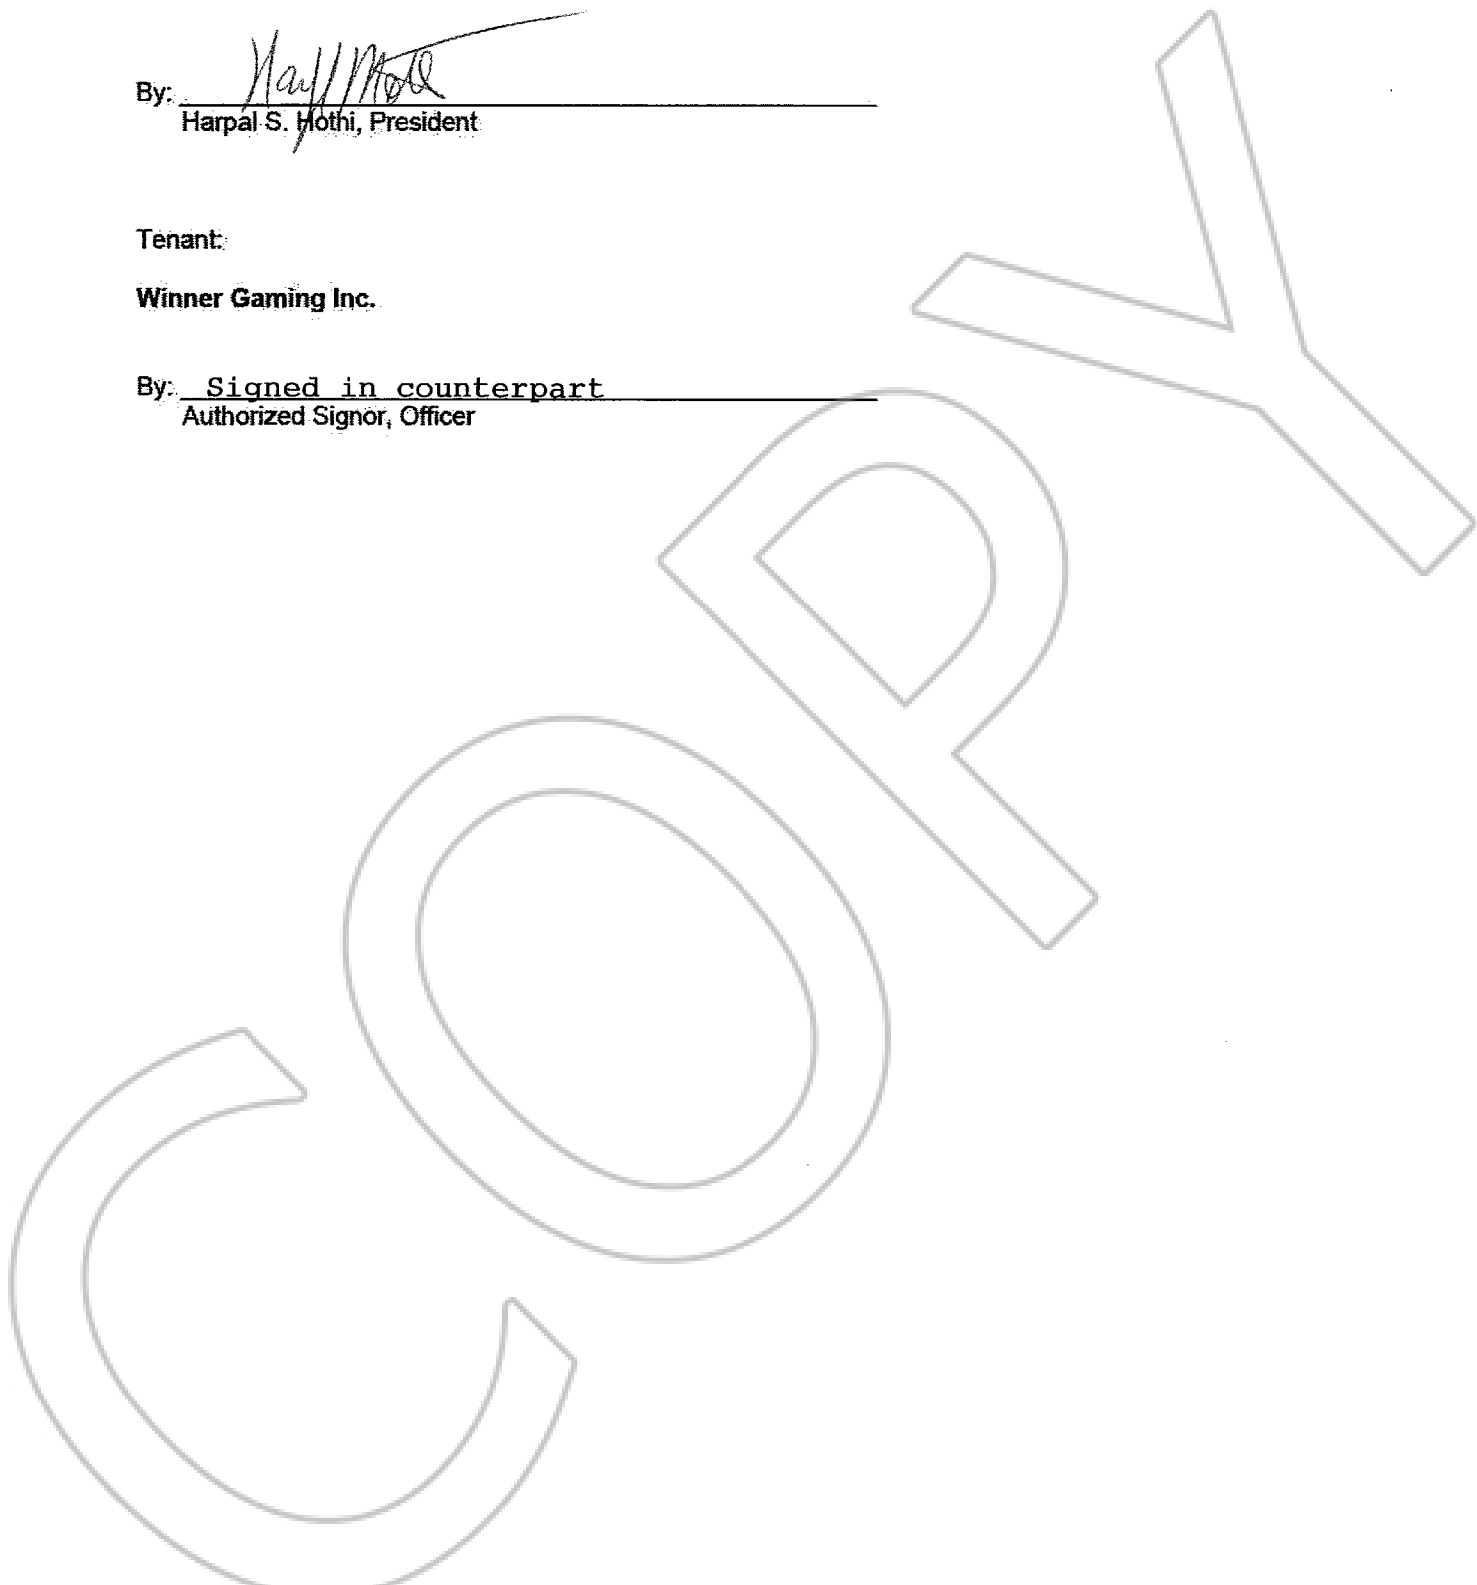 By:
Harpal S. Hothi, President
Tenant:
Winner Gaming Inc.
By: Signed in counterpart
Authorized Signor, Officer
COPY